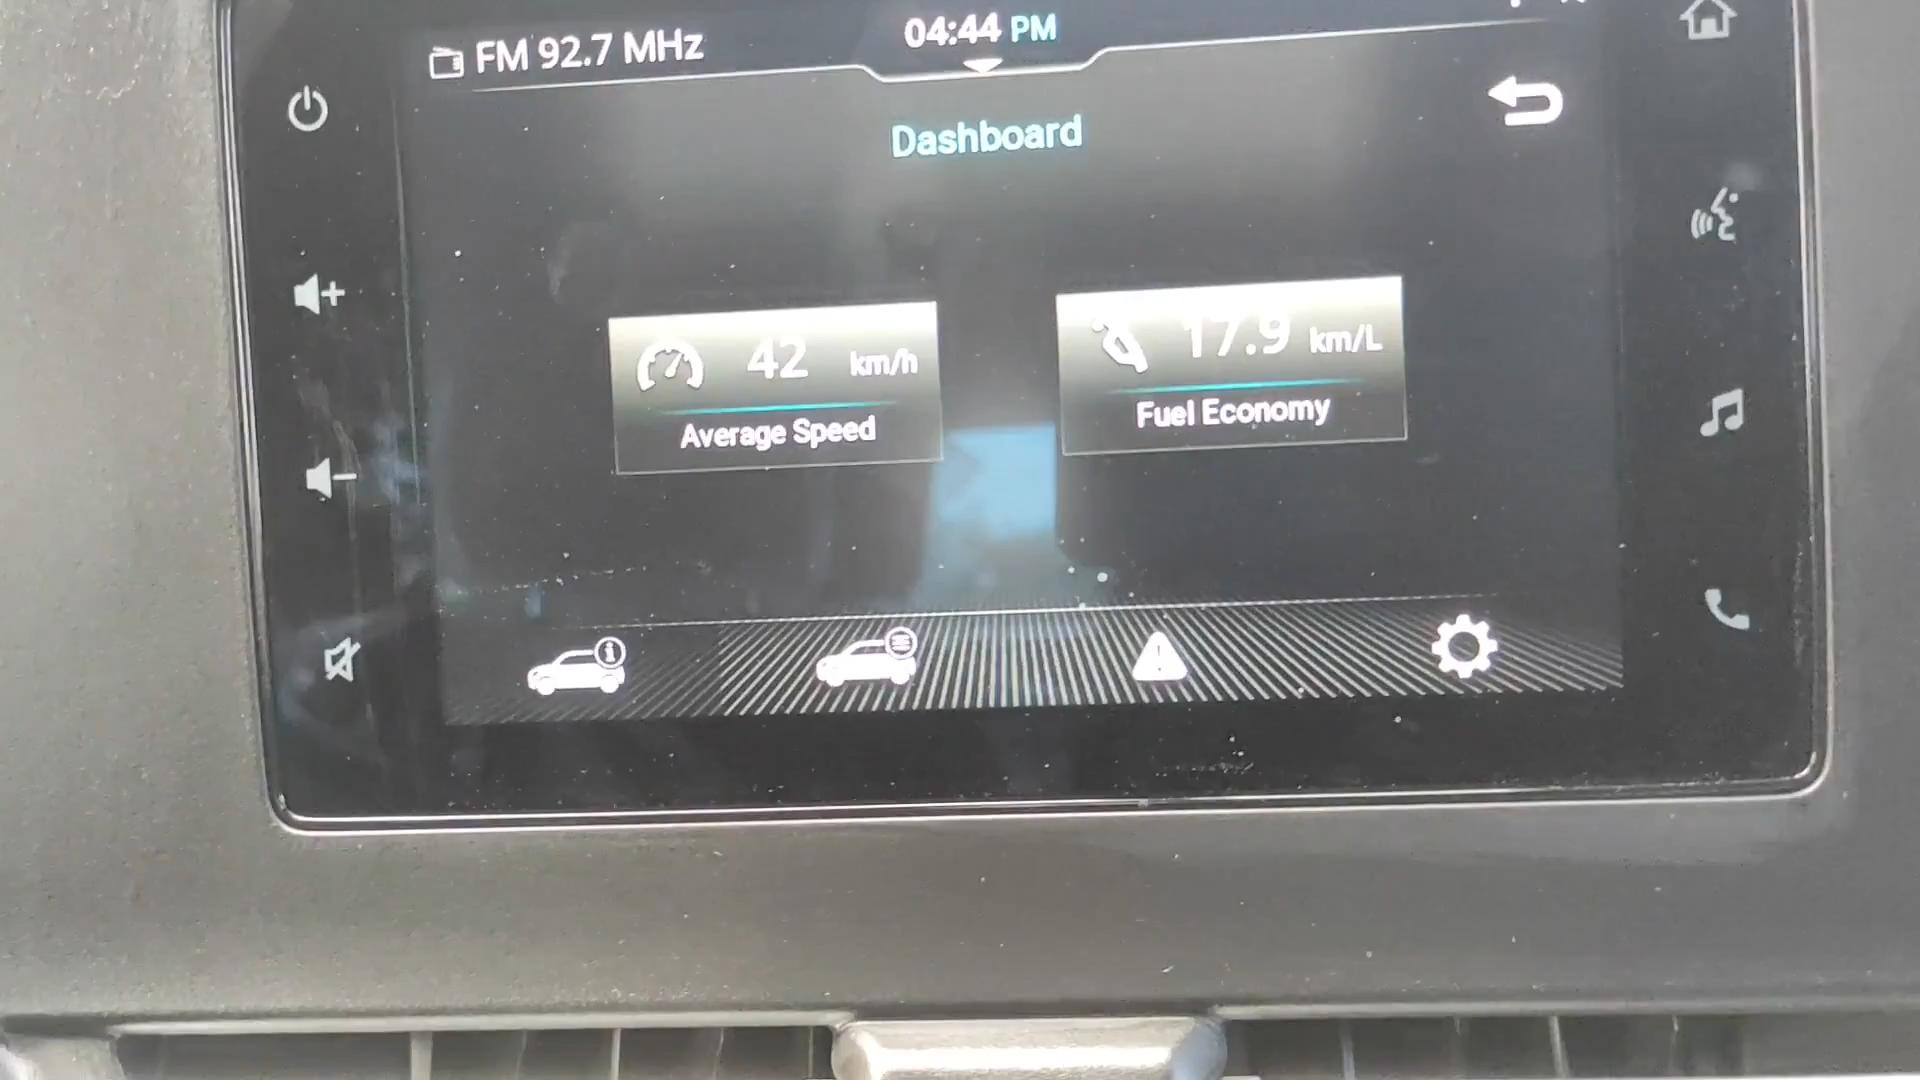 FM 92.7 MHz
04:44 PM
Dashboard
42 km/h
Average Speed
17.9 km/L
Fuel Economy